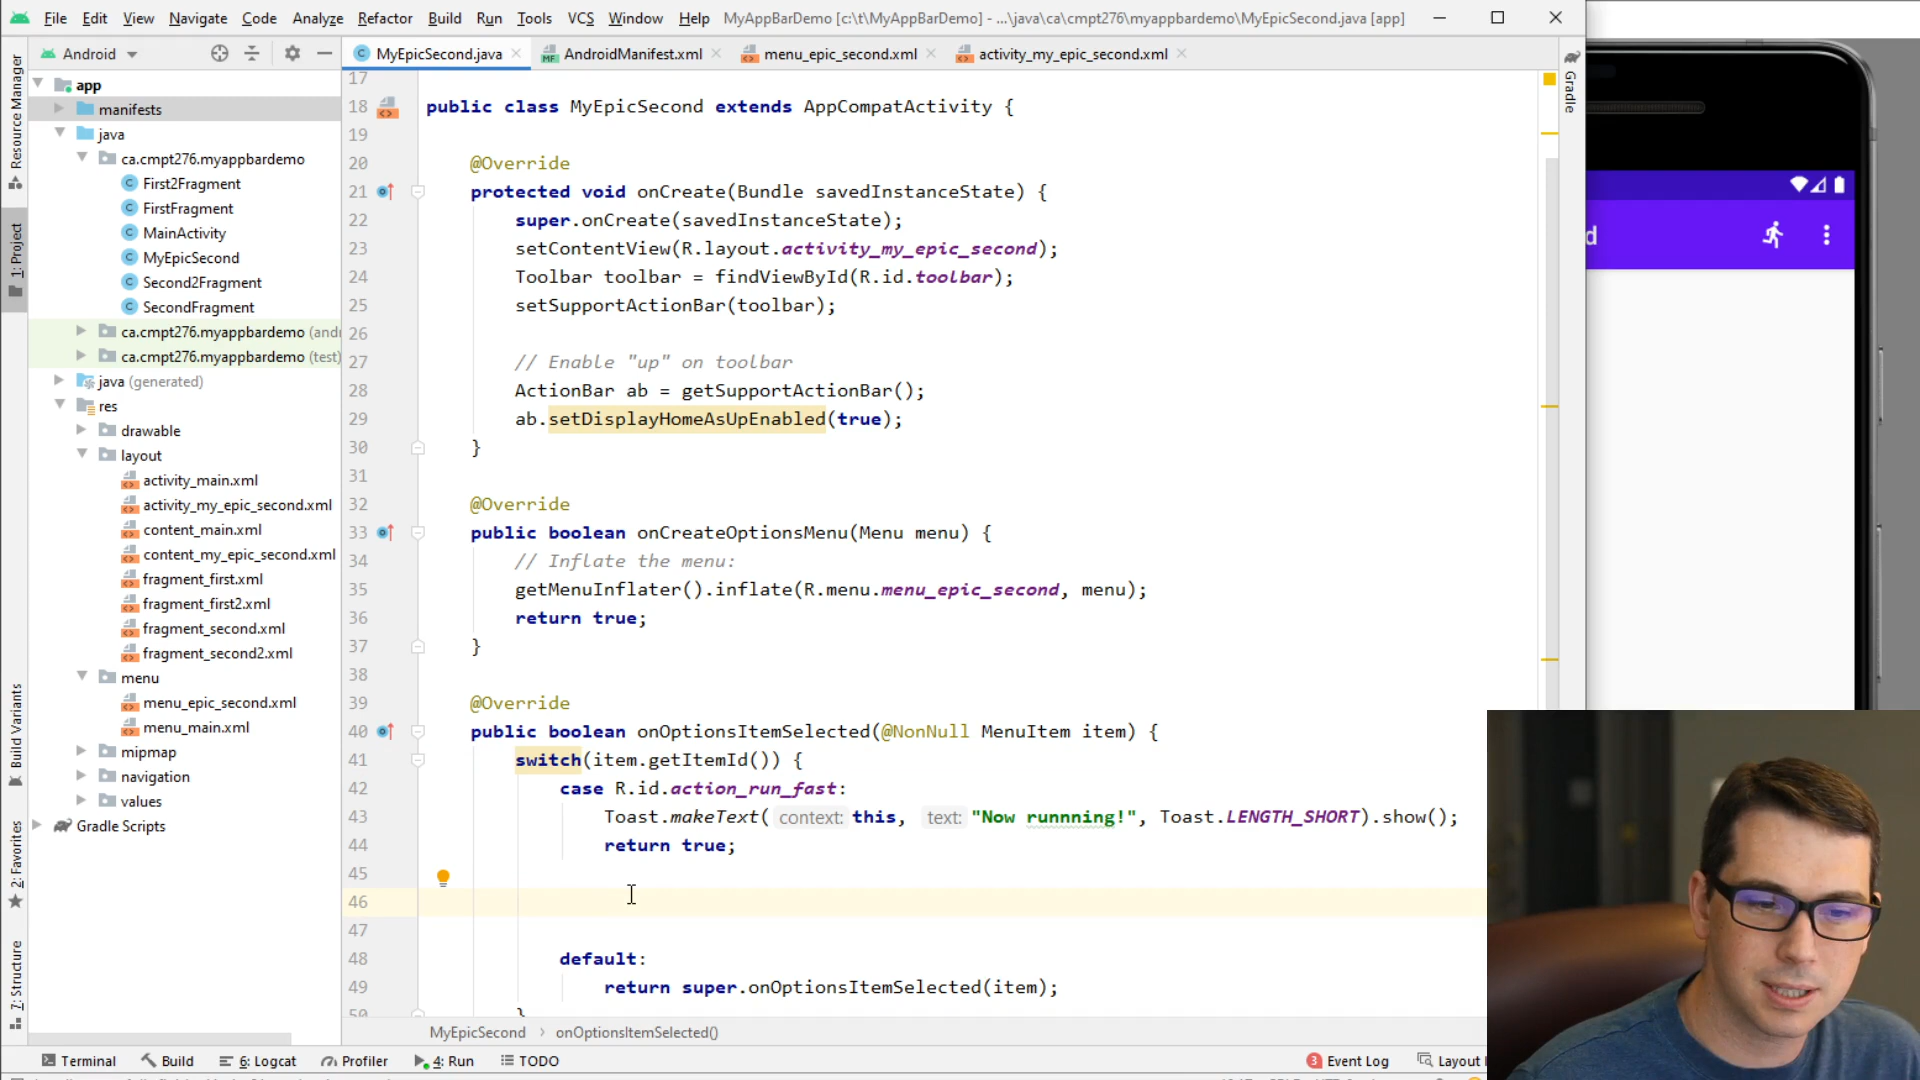 File Edit View Navigate Code Analyze Refactor Build Run Tools VCS Window Help MyAppBarDemo [c:\t\MyAppBarDemo] - ...\java\ca\cmpt276\myappbardemo\MyEpicSecond.java [app]
Android
MyEpicSecond.java AndroidManifest.xml menu_epic_second.xml activity_my_epic_second.xml
Resource Manager
1: Project
Build Variants
2: Favorites
7: Structure
app
manifests
java
ca.cmpt276.myappbardemo
First2Fragment
FirstFragment
MainActivity
MyEpicSecond
Second2Fragment
SecondFragment
ca.cmpt276.myappbardemo (andr
ca.cmpt276.myappbardemo (test)
java (generated)
res
drawable
layout
activity_main.xml
activity_my_epic_second.xml
content_main.xml
content_my_epic_second.xml
fragment_first.xml
fragment_first2.xml
fragment_second.xml
fragment_second2.xml
menu
menu_epic_second.xml
menu_main.xml
mipmap
navigation
values
Gradle Scripts
17
18 public class MyEpicSecond extends AppCompatActivity {
19
20 @Override
21 protected void onCreate(Bundle savedInstanceState) {
22 super.onCreate(savedInstanceState);
23 setContentView(R.layout.activity_my_epic_second);
24 Toolbar toolbar = findViewById(R.id.toolbar);
25 setSupportActionBar(toolbar);
26
27 // Enable "up" on toolbar
28 ActionBar ab = getSupportActionBar();
29 ab.setDisplayHomeAsUpEnabled(true);
30 }
31
32 @Override
33 public boolean onCreateOptionsMenu(Menu menu) {
34 // Inflate the menu:
35 getMenuInflater().inflate(R.menu.menu_epic_second, menu);
36 return true;
37 }
38
39 @Override
40 public boolean onOptionsItemSelected(@NonNull MenuItem item) {
41 switch(item.getItemId()) {
42 case R.id.action_run_fast:
43 Toast.makeText( context: this, text: "Now runnning!", Toast.LENGTH_SHORT).show();
44 return true;
45
46
47
48 default:
49 return super.onOptionsItemSelected(item);
50 }
MyEpicSecond > onOptionsItemSelected()
Gradle
d
Terminal Build 6: Logcat Profiler 4: Run TODO 3 Event Log Layout